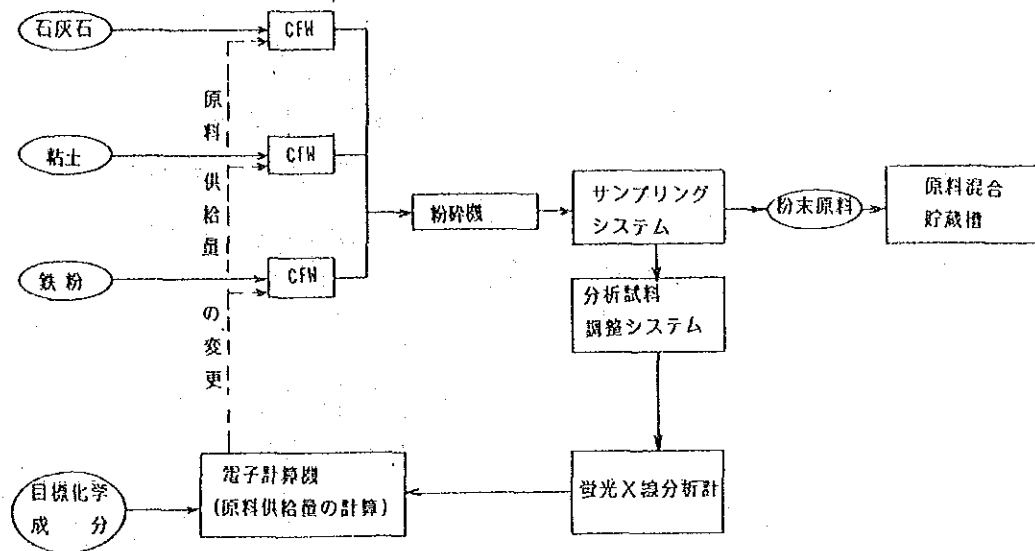 石灰石
CFW
原料供給量の変更
粘土
CFW
鉄粉
CFW
粉砕機
サンプリング
システム
粉末原料
原料混合
貯蔵槽
分析試料
調整システム
目標化学
成 分
電子計算機
(原料供給量の計算)
蛍光X線分析計